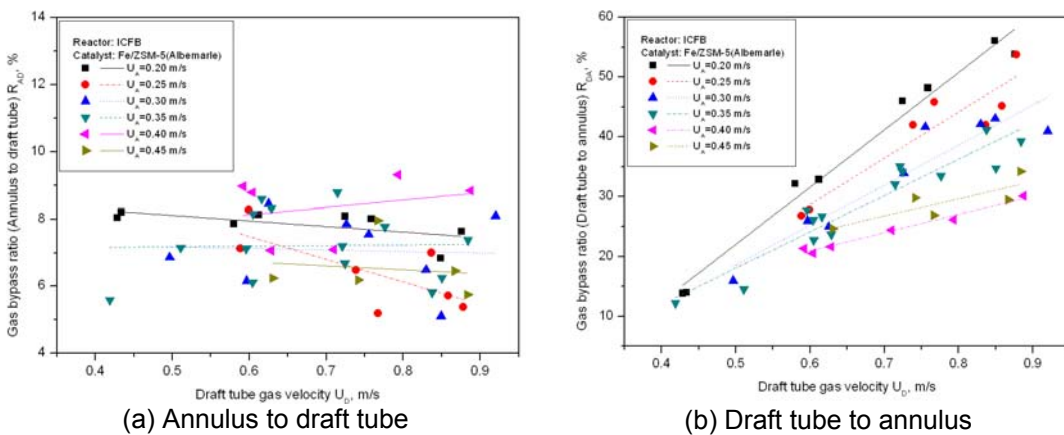 Gas bypass ratio (Annulus to draft tube) R_AD, %
14
12
10
8
6
4
Reactor: ICFB
Catalyst: Fe/ZSM-5(Albemarle)
U_A=0.20 m/s
U_A=0.25 m/s
U_A=0.30 m/s
U_A=0.35 m/s
U_A=0.40 m/s
U_A=0.45 m/s
0.4 0.5 0.6 0.7 0.8 0.9
Draft tube gas velocity U_D, m/s
(a) Annulus to draft tube
Gas bypass ratio (Draft tube to annulus) R_DA, %
60
50
40
30
20
10
Reactor: ICFB
Catalyst: Fe/ZSM-5(Albemarle)
U_A=0.20 m/s
U_A=0.25 m/s
U_A=0.30 m/s
U_A=0.35 m/s
U_A=0.40 m/s
U_A=0.45 m/s
0.4 0.5 0.6 0.7 0.8 0.9
Draft tube gas velocity U_D, m/s
(b) Draft tube to annulus